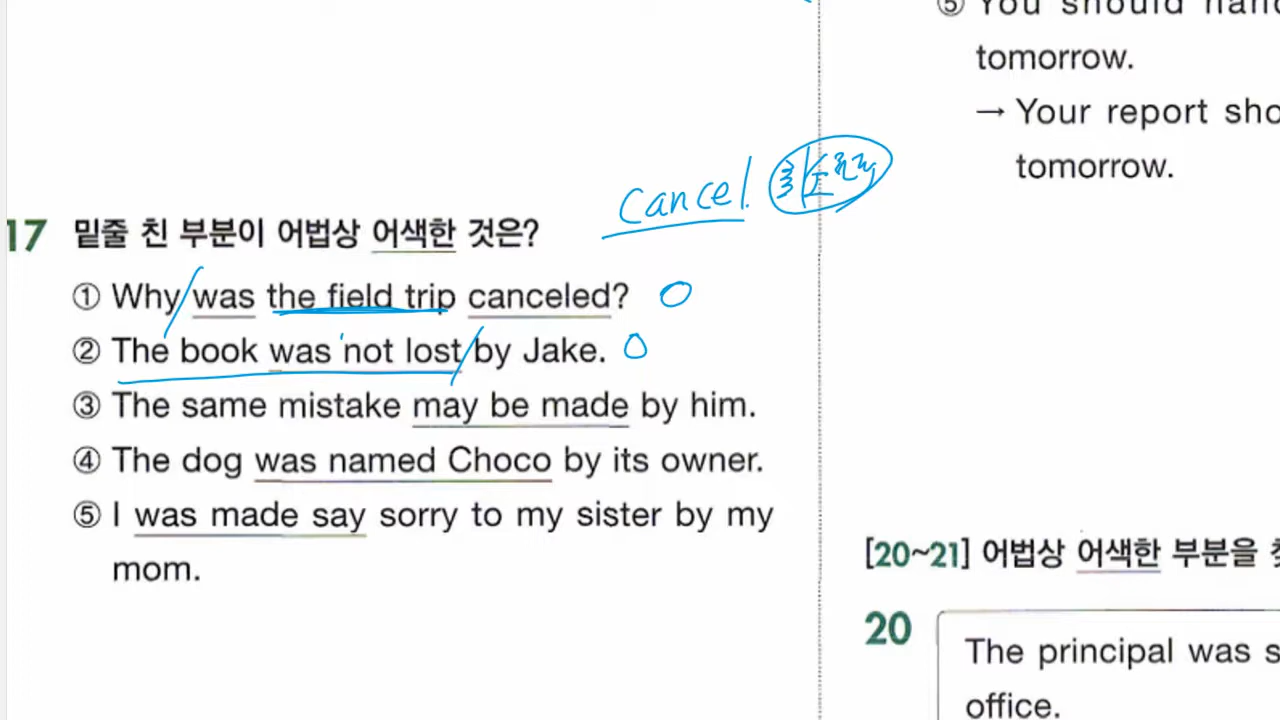 cancel
17 밑줄 친 부분이 어법상 어색한 것은?
① Why was the field trip canceled?
② The book was not lost by Jake.
③ The same mistake may be made by him.
④ The dog was named Choco by its owner.
⑤ I was made say sorry to my sister by my
mom.
⑤ You should
tomorrow.
→ Your report sho
tomorrow.
[20~21] 어법상 어색한 부분을
20
The principal was s
office.